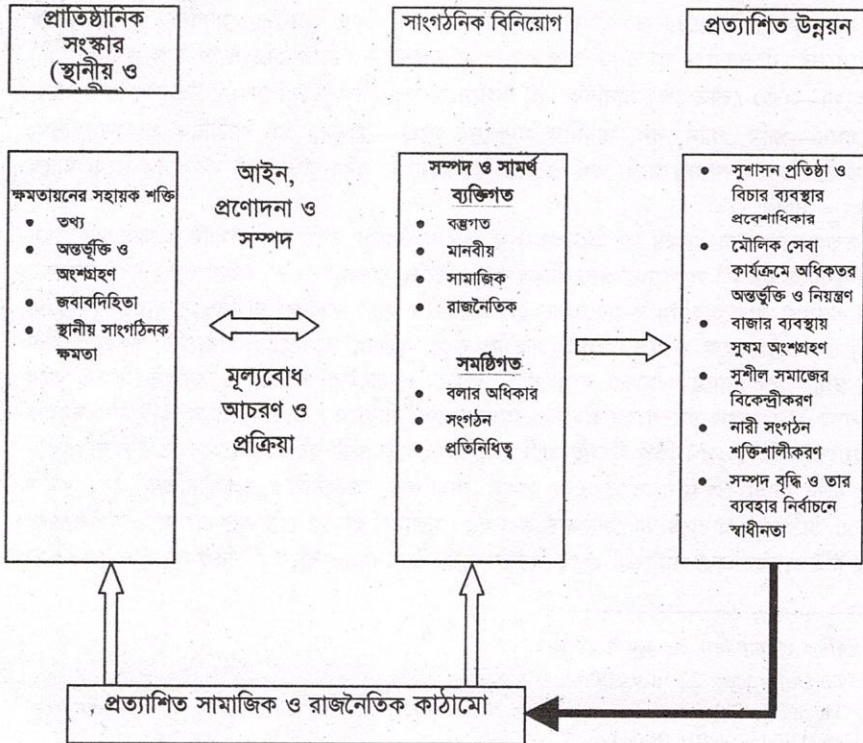 প্রাতিষ্ঠানিক
সংস্কার
(স্থানীয় ও
সাংগঠনিক বিনিয়োগ
প্রত্যাশিত উন্নয়ন
ক্ষমতায়নের সহায়ক শক্তি
• তথ্য
• অন্তর্ভূক্তি ও
অংশগ্রহণ
• জবাবদিহিতা
• স্থানীয় সাংগঠনিক
ক্ষমতা
আইন,
প্রণোদনা ও
সম্পদ
মূল্যবোধ
আচরণ ও
প্রক্রিয়া
সম্পদ ও সামর্থ
ব্যক্তিগত
• বস্তুগত
• মানবীয়
• সামাজিক
• রাজনৈতিক
সমষ্ঠিগত
• বলার অধিকার
• সংগঠন
• প্রতিনিধিত্ব
• সুশাসন প্রতিষ্ঠা ও
বিচার ব্যবস্থার
প্রবেশাধিকার
• মৌলিক সেবা
কার্যক্রমে অধিকতর
অন্তর্ভুক্তি ও নিয়ন্ত্রণ
• বাজার ব্যবস্থায়
সুষম অংশগ্রহণ
• সুশীল সমাজের
বিকেন্দ্রীকরণ
• নারী সংগঠন
শক্তিশালীকরণ
• সম্পদ বৃদ্ধি ও তার
ব্যবহার নির্বাচনে
স্বাধীনতা
, প্রত্যাশিত সামাজিক ও রাজনৈতিক কাঠামো